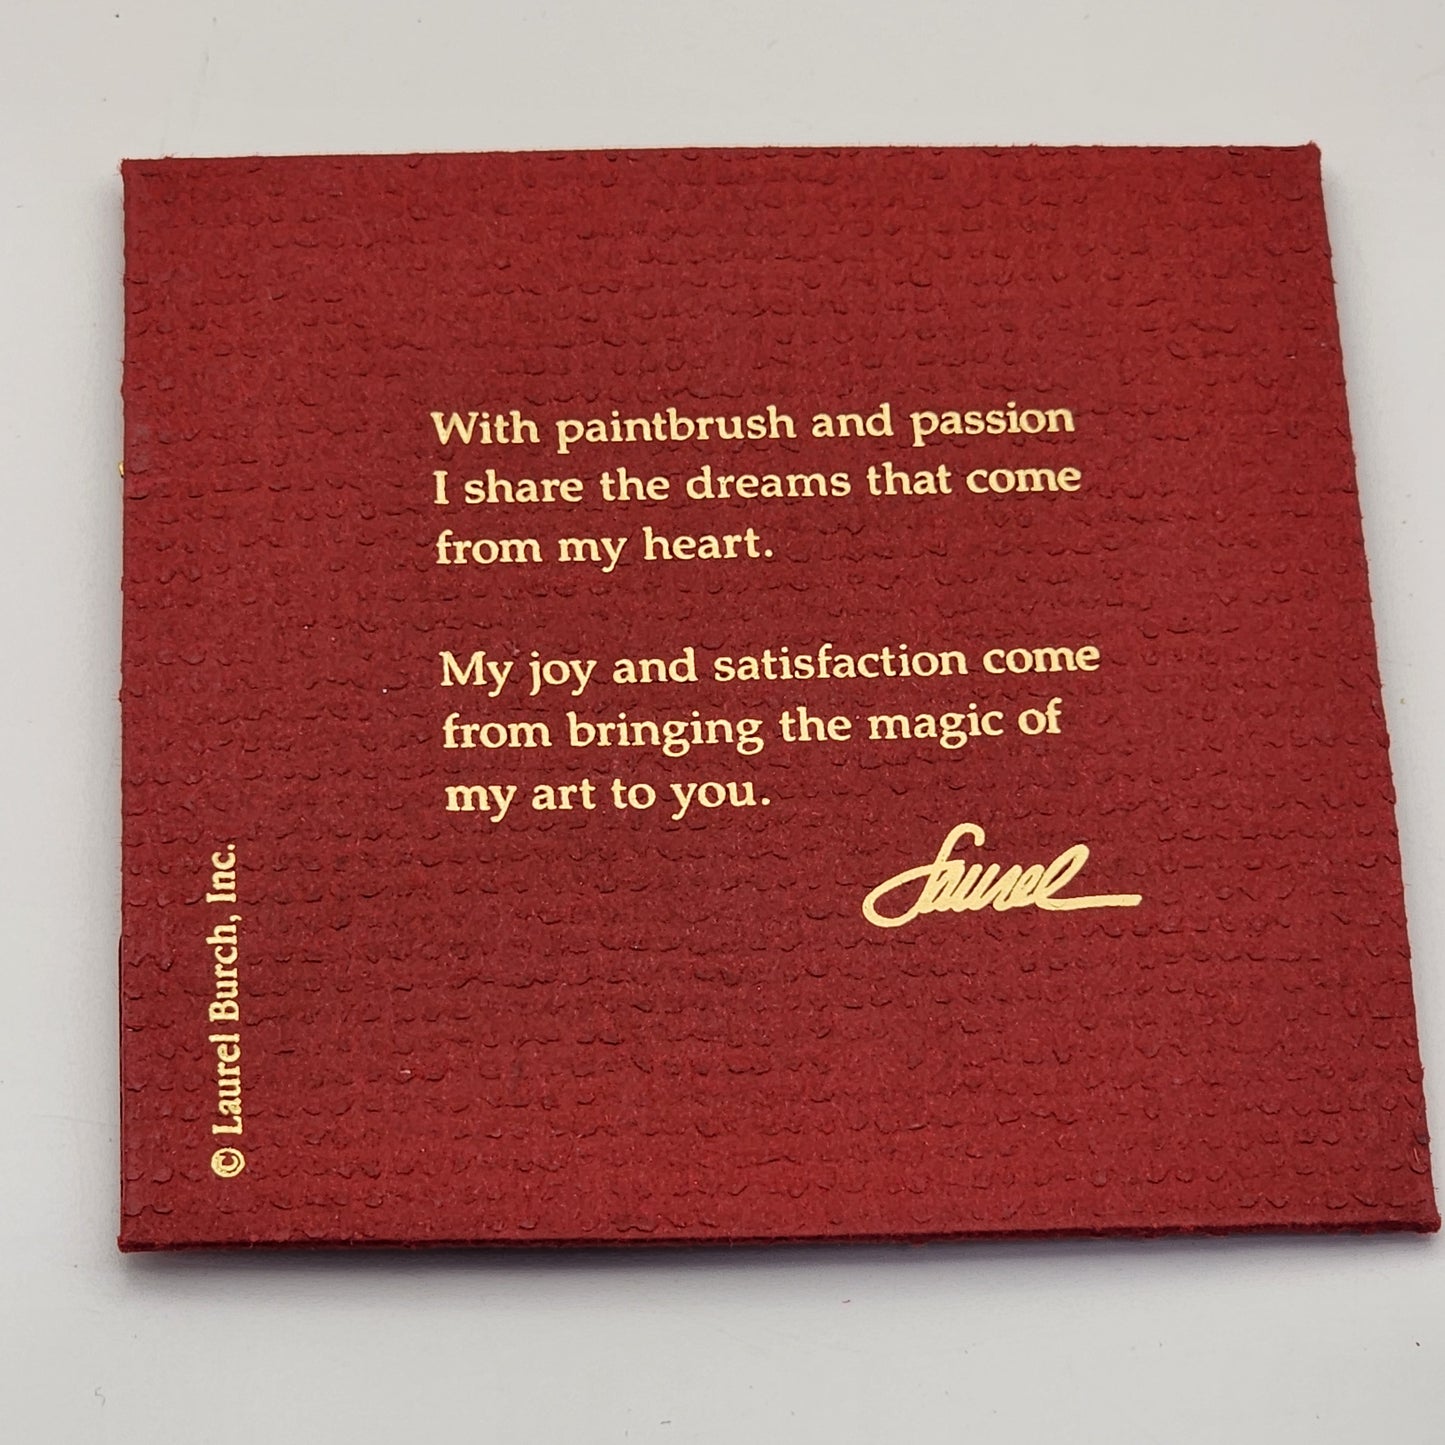 With paintbrush and passion
I share the dreams that come
from my heart.
My joy and satisfaction come
from bringing the magic of
my art to you.
Laurel
© Laurel Burch, Inc.